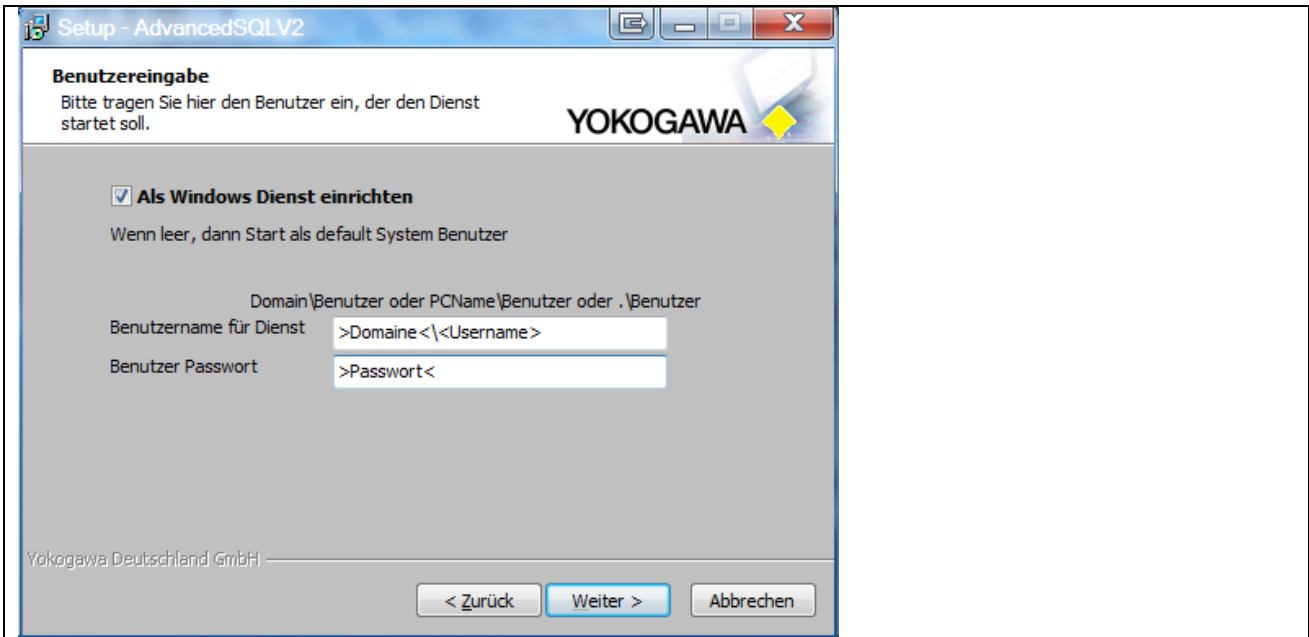 Setup - AdvancedSQLV2
Benutzereingabe
Bitte tragen Sie hier den Benutzer ein, der den Dienst
startet soll.
YOKOGAWA
Als Windows Dienst einrichten
Wenn leer, dann Start als default System Benutzer
Domain\Benutzer oder PCName\Benutzer oder .\Benutzer
Benutzername für Dienst >Domaine<\<Username>
Benutzer Passwort >Passwort<
Yokogawa Deutschland GmbH
< Zurück Weiter > Abbrechen